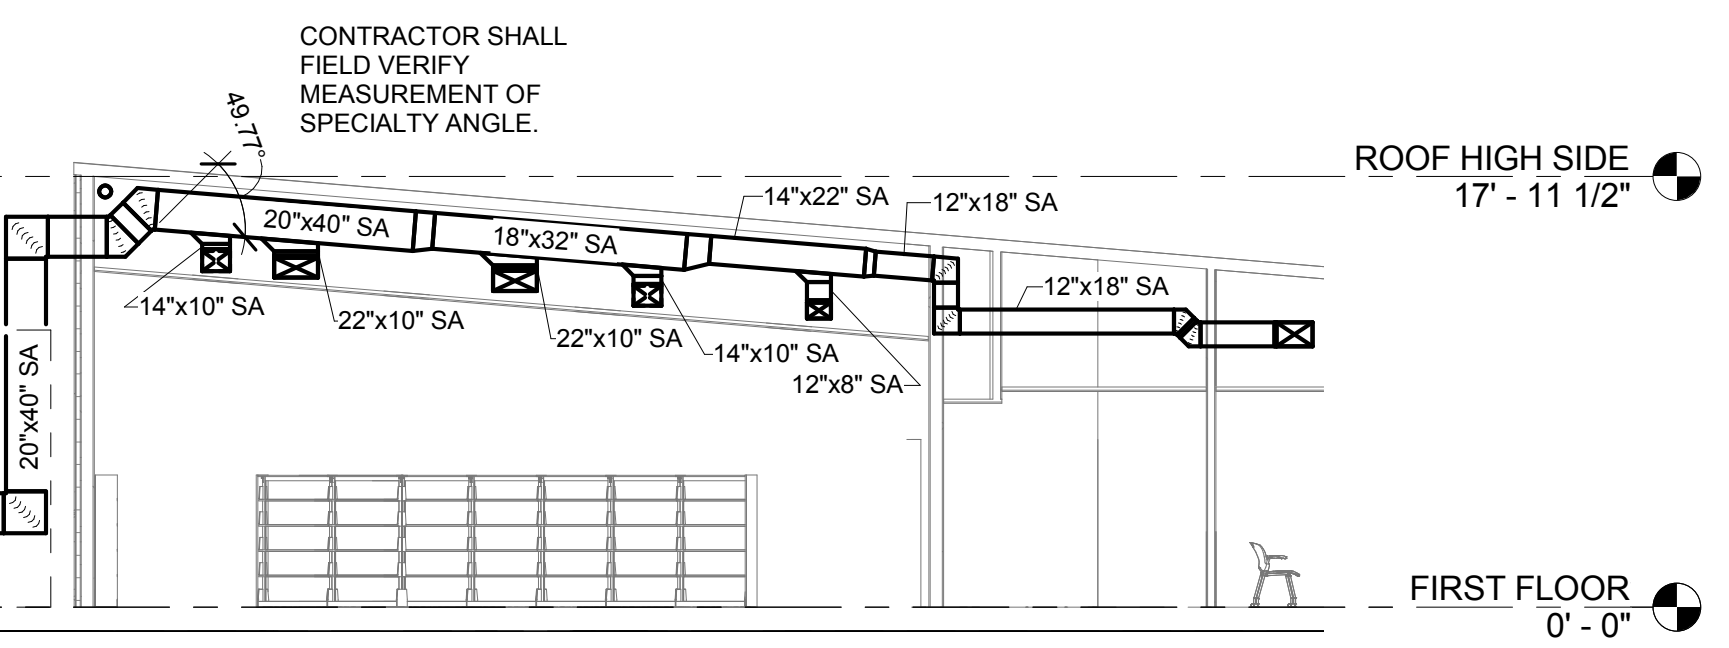 CONTRACTOR SHALL
FIELD VERIFY
MEASUREMENT OF
SPECIALTY ANGLE.
49.77°
ROOF HIGH SIDE
17' - 11 1/2"
14"x22" SA
12"x18" SA
20"x40" SA
18"x32" SA
12"x18" SA
14"x10" SA
22"x10" SA
22"x10" SA
14"x10" SA
12"x8" SA
20"x40" SA
FIRST FLOOR
0' - 0"